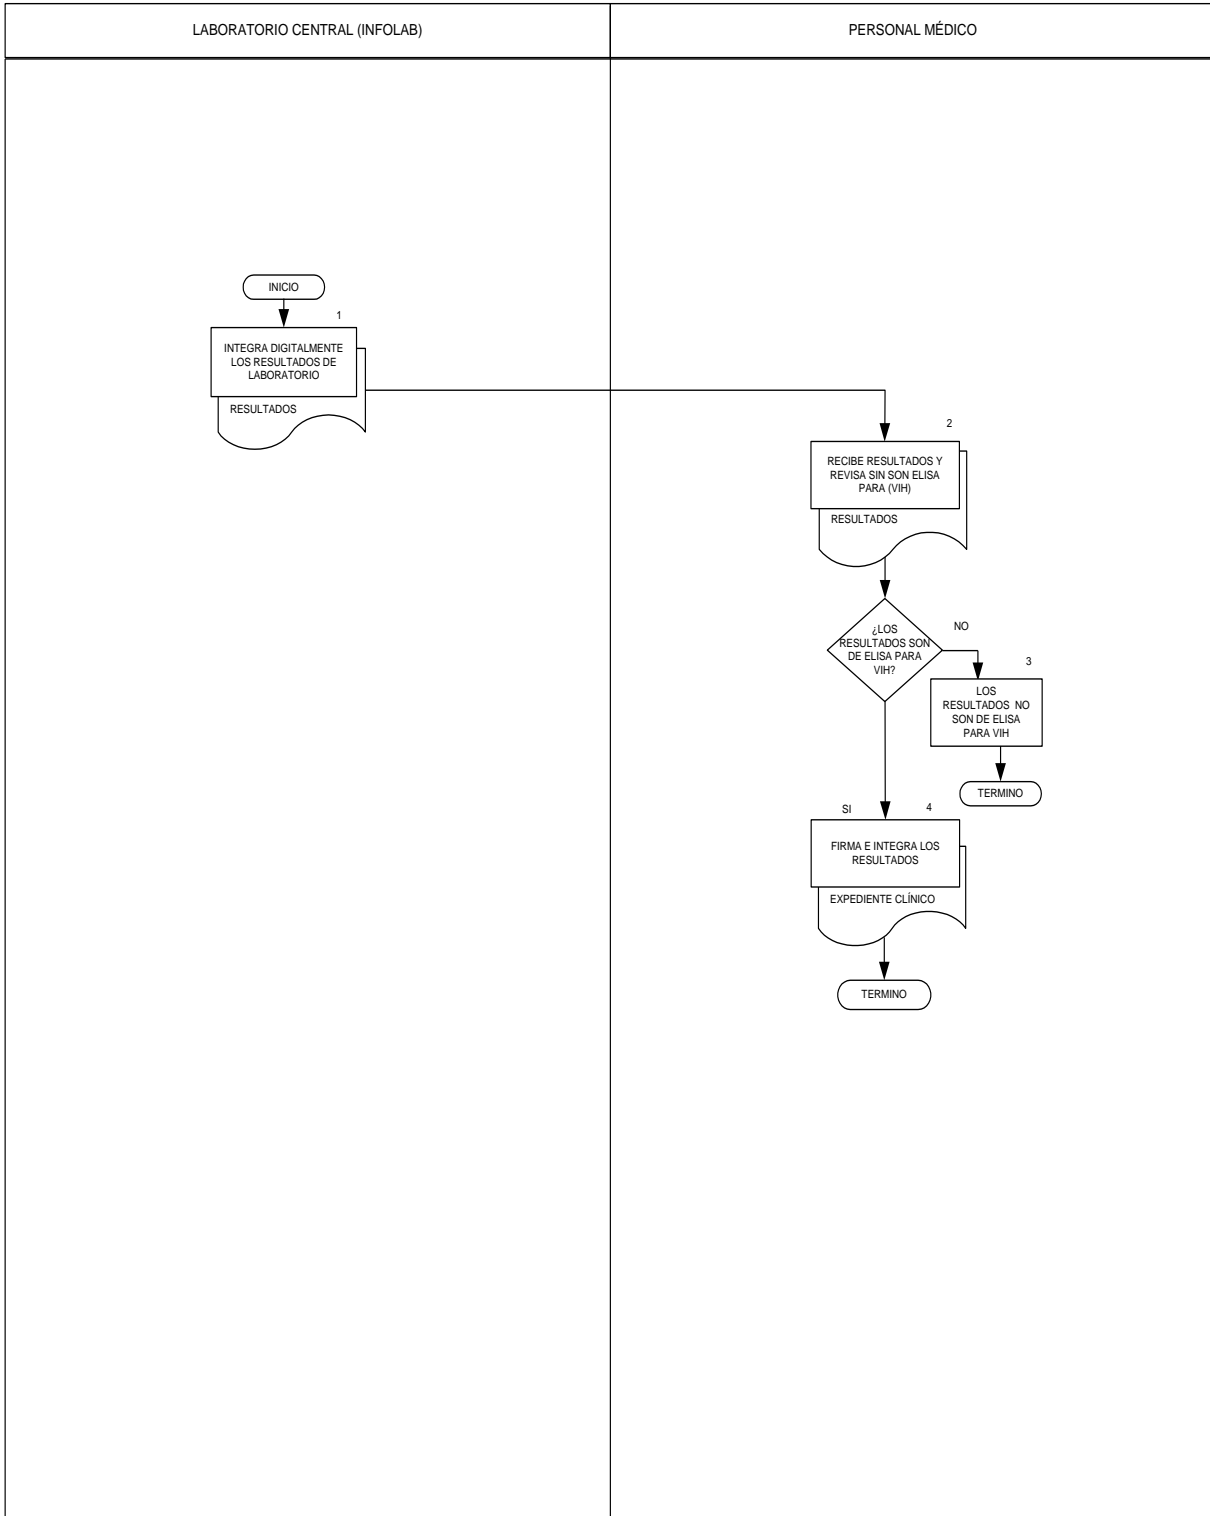 LABORATORIO CENTRAL (INFOLAB)
PERSONAL MÉDICO
INICIO
1
INTEGRA DIGITALMENTE
LOS RESULTADOS DE
LABORATORIO
RESULTADOS
2
RECIBE RESULTADOS Y
REVISA SIN SON ELISA
PARA (VIH)
RESULTADOS
¿LOS
RESULTADOS SON
DE ELISA PARA
VIH?
NO
3
LOS
RESULTADOS NO
SON DE ELISA
PARA VIH
TERMINO
SI
4
FIRMA E INTEGRA LOS
RESULTADOS
EXPEDIENTE CLÍNICO
TERMINO